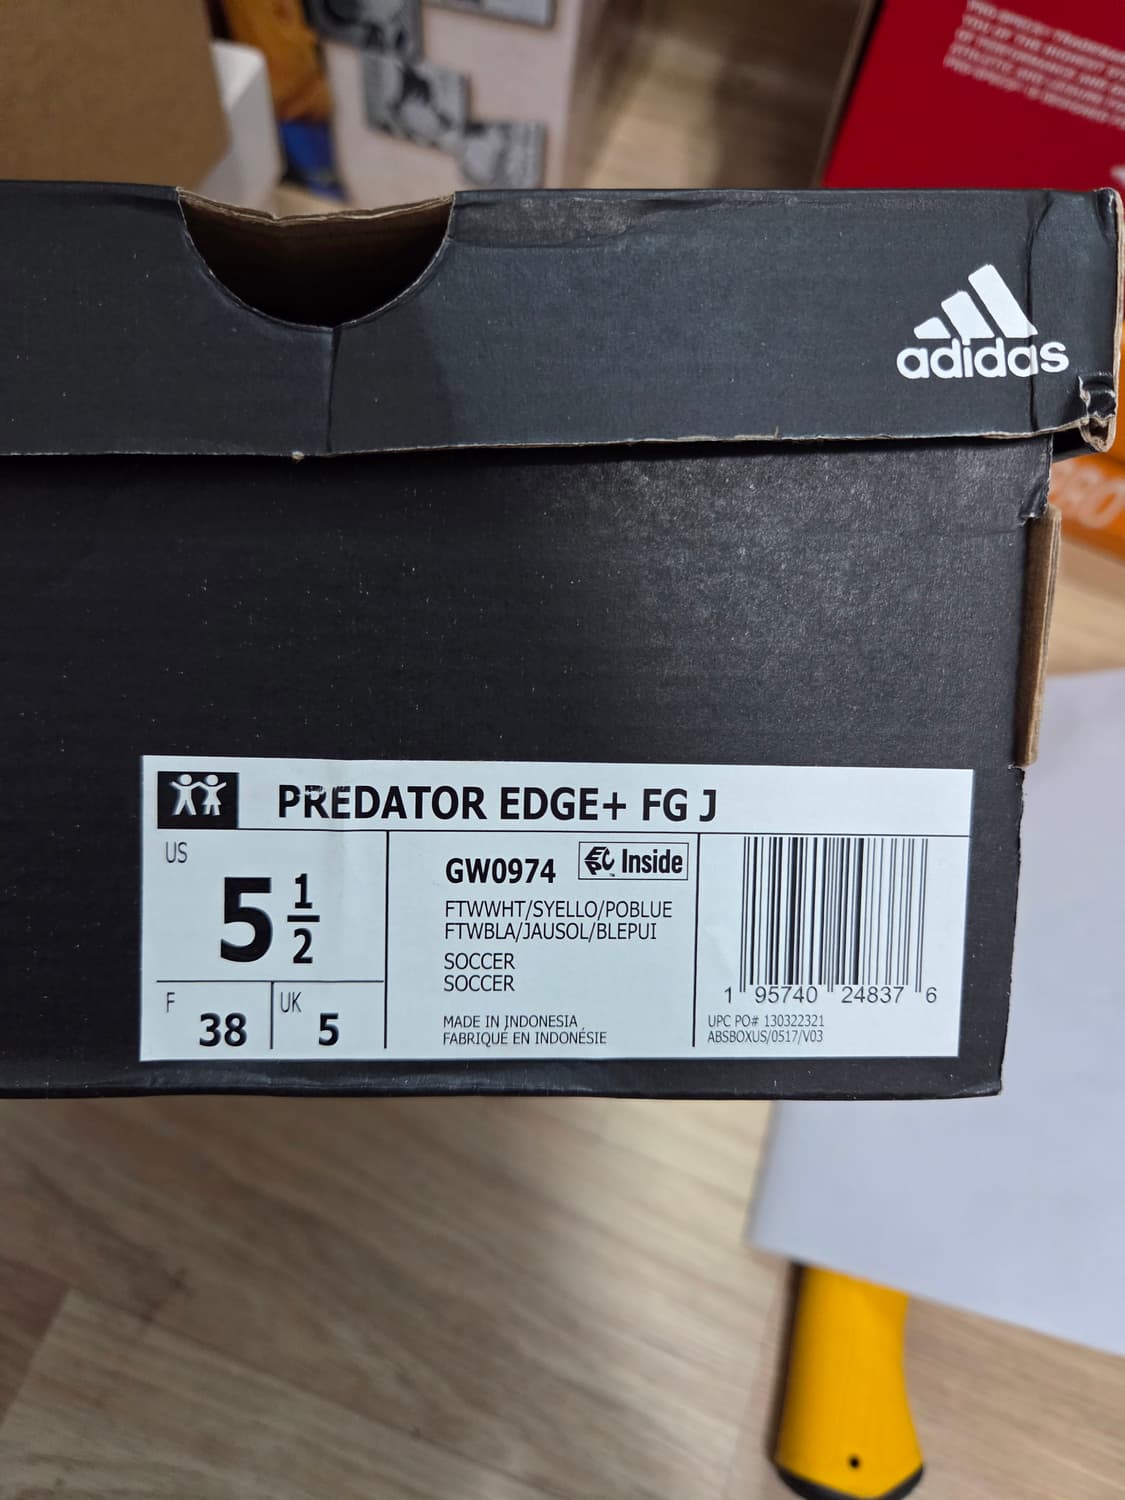 adidas
PREDATOR EDGE+ FG J
US
5 1/2
F
38
UK
5
GW0974
Inside
FTWWHT/SYELLO/POBLUE
FTWBLA/JAUSOL/BLEPUI
SOCCER
SOCCER
MADE IN INDONESIA
FABRIQUÉ EN INDONÉSIE
1 95740 24837 6
UPC PO# 130322321
ABSBOXUS/0517/V03